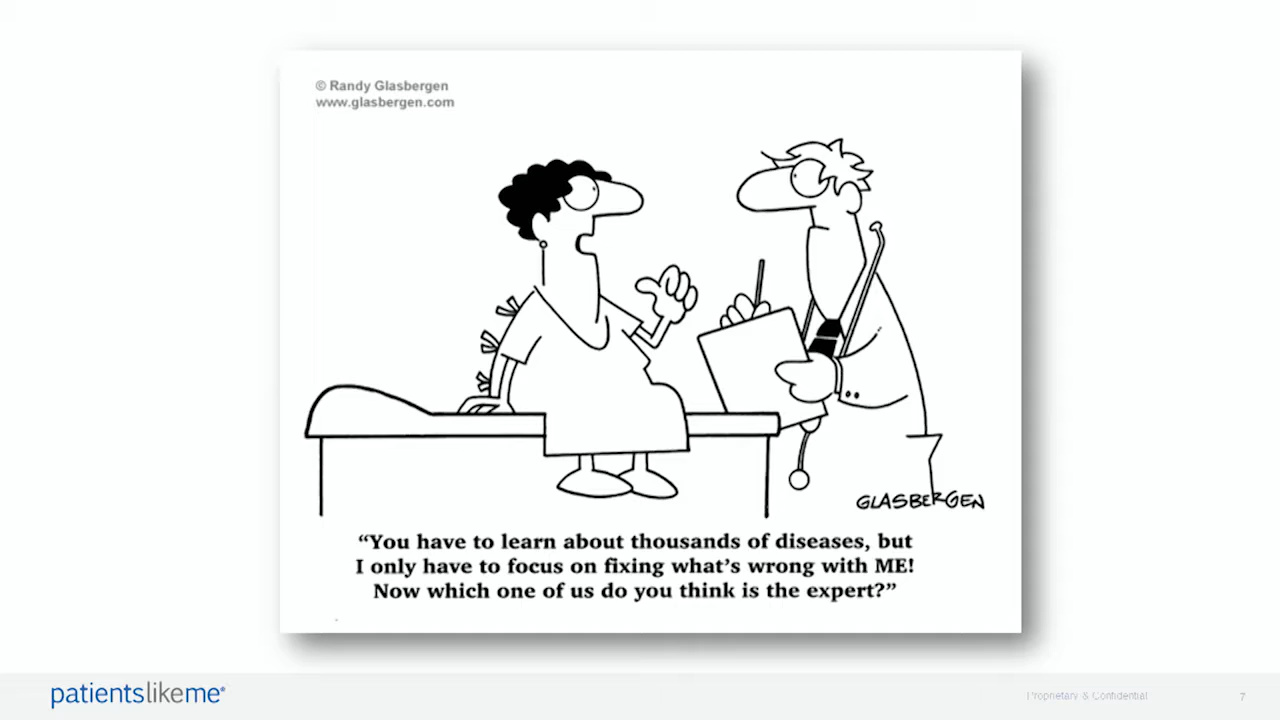 © Randy Glasbergen
www.glasbergen.com
GLASBERGEN
“You have to learn about thousands of diseases, but
I only have to focus on fixing what’s wrong with ME!
Now which one of us do you think is the expert?”
patientslikeme®
Proprietary & Confidential
7